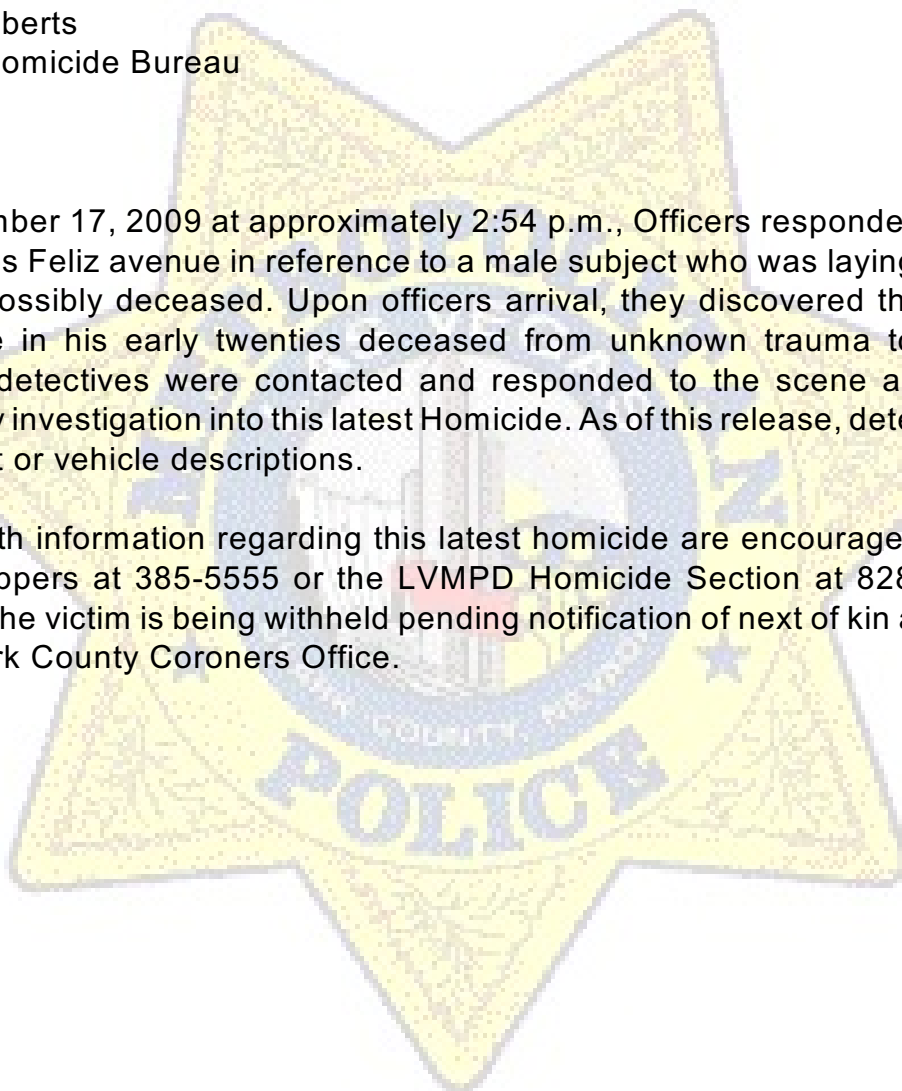 berts
omicide Bureau
mber 17, 2009 at approximately 2:54 p.m., Officers responde
s Feliz avenue in reference to a male subject who was laying
ossibly deceased. Upon officers arrival, they discovered th
e in his early twenties deceased from unknown trauma to
detectives were contacted and responded to the scene a
y investigation into this latest Homicide. As of this release, dete
t or vehicle descriptions.
th information regarding this latest homicide are encourage
ppers at 385-5555 or the LVMPD Homicide Section at 828
he victim is being withheld pending notification of next of kin a
rk County Coroners Office.
METROPOLITAN
COUNTY, NEVADA
POLICE